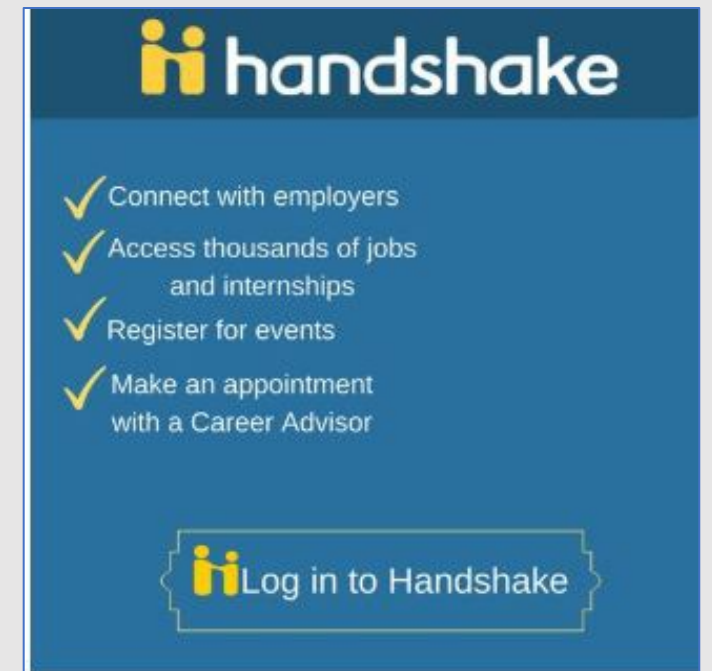 handshake
Connect with employers
Access thousands of jobs
and internships
Register for events
Make an appointment
with a Career Advisor
Log in to Handshake